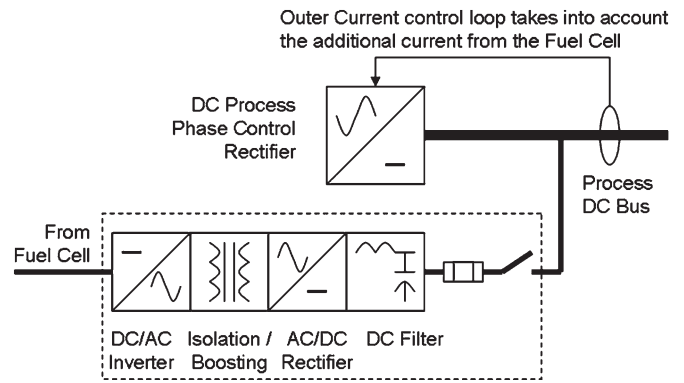 Outer Current control loop takes into account
the additional current from the Fuel Cell
DC Process
Phase Control
Rectifier
Process
DC Bus
From
Fuel Cell
DC/AC
Inverter
Isolation /
Boosting
AC/DC
Rectifier
DC Filter